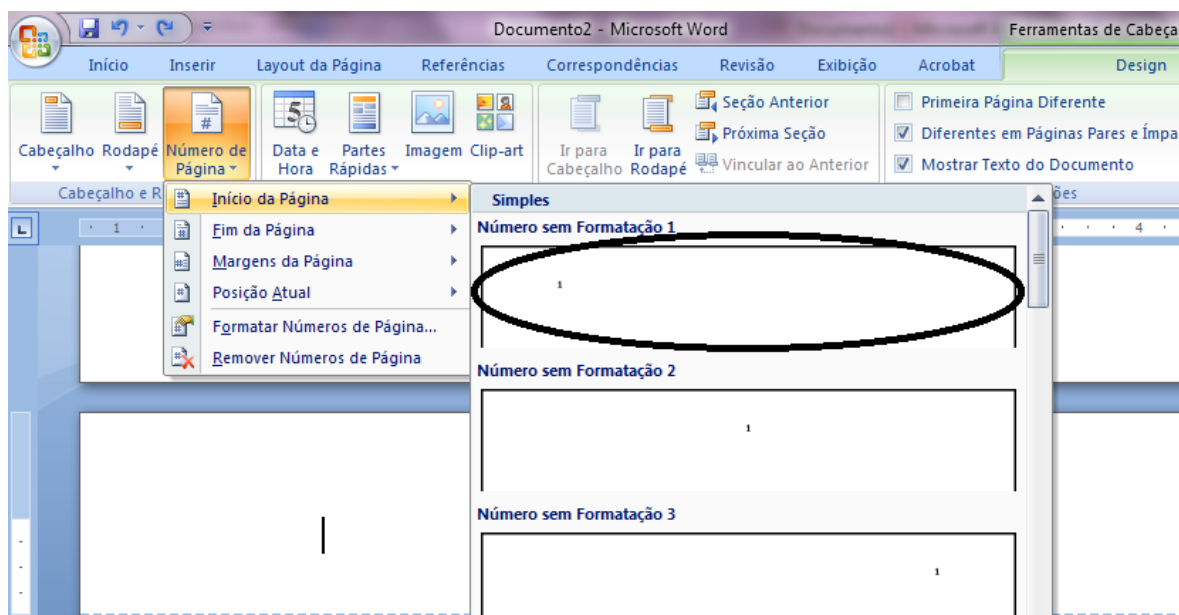 Documento2 - Microsoft Word
Ferramentas de Cabeça
Início Inserir Layout da Página Referências Correspondências Revisão Exibição Acrobat Design
Cabeçalho Rodapé Número de Página
Data e Hora Partes Rápidas Imagem Clip-art
Ir para Cabeçalho Ir para Rodapé
Seção Anterior
Próxima Seção
Vincular ao Anterior
Primeira Página Diferente
Diferentes em Páginas Pares e Ímpa
Mostrar Texto do Documento
Cabeçalho e R
ões
Início da Página
Fim da Página
Margens da Página
Posição Atual
Formatar Números de Página...
Remover Números de Página
Simples
Número sem Formatação 1
1
Número sem Formatação 2
1
Número sem Formatação 3
1
L
1
4